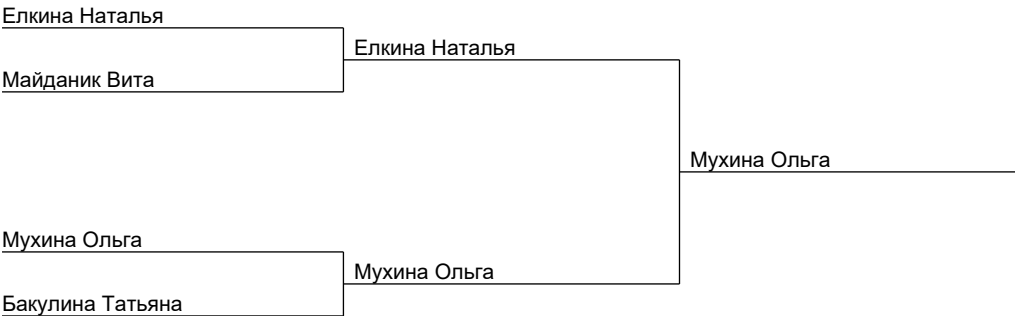 Елкина Наталья
Елкина Наталья
Майданик Вита
Мухина Ольга
Мухина Ольга
Мухина Ольга
Бакулина Татьяна